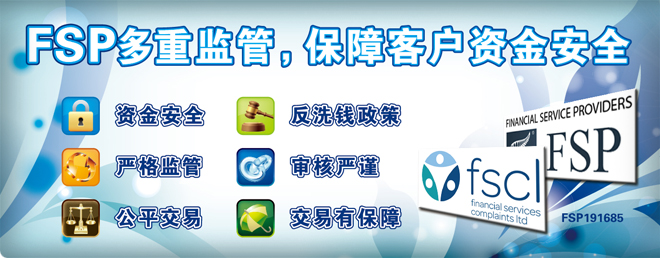 FSP多重监管，保障客户资金安全
资金安全
反洗钱政策
严格监管
审核严谨
公平交易
交易有保障
FINANCIAL SERVICE PROVIDERS
FSP
fscl
financial services
complaints ltd
FSP191685